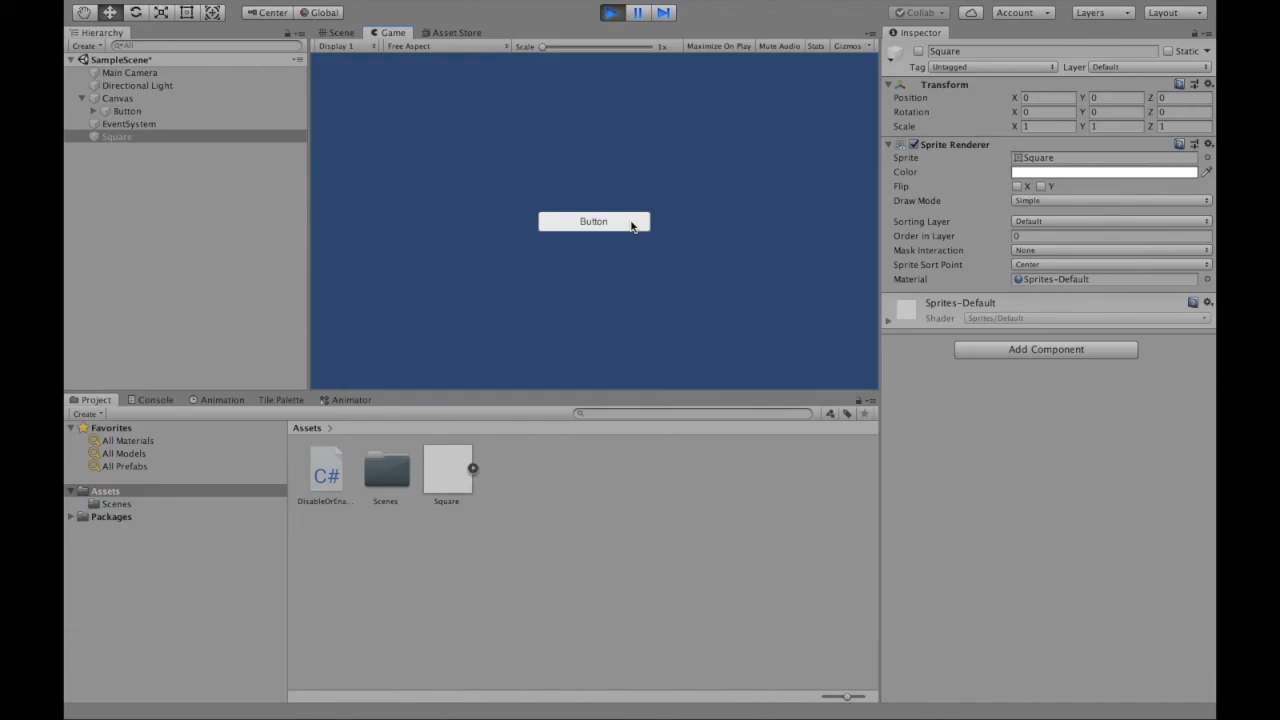 Center Global Collab Account Layers Layout
Hierarchy
Create All
SampleScene*
Main Camera
Directional Light
Canvas
Button
EventSystem
Square
Scene Game Asset Store
Display 1 Free Aspect Scale 1x Maximize On Play Mute Audio Stats Gizmos
Button
Inspector
Square Static
Tag Untagged Layer Default
Transform
Position X 0 Y 0 Z 0
Rotation X 0 Y 0 Z 0
Scale X 1 Y 1 Z 1
Sprite Renderer
Sprite Square
Color
Flip X Y
Draw Mode Simple
Sorting Layer Default
Order in Layer 0
Mask Interaction None
Sprite Sort Point Center
Material Sprites-Default
Sprites-Default
Shader Sprites/Default
Add Component
Project Console Animation Tile Palette Animator
Create
Favorites
All Materials
All Models
All Prefabs
Assets
Scenes
Packages
Assets
C#
DisableOrEna... Scenes Square